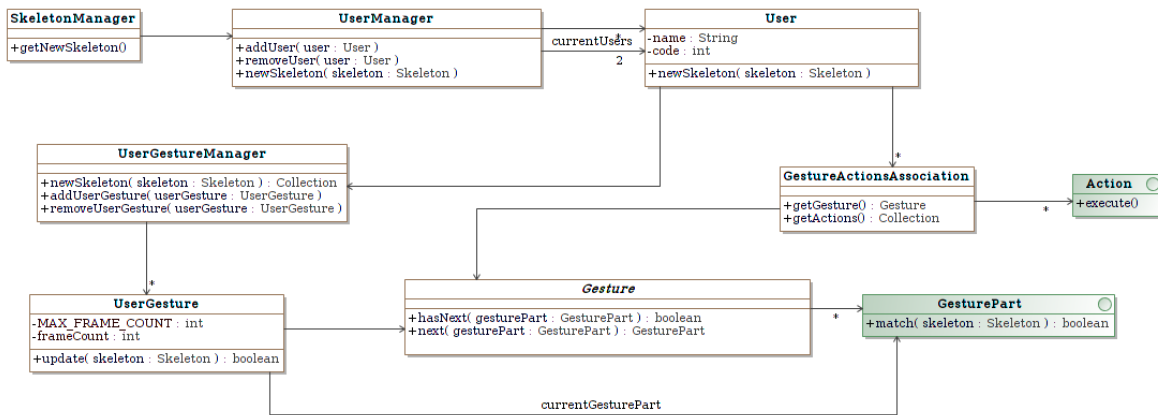 SkeletonManager
+getNewSkeleton()
UserManager
+addUser( user : User )
+removeUser( user : User )
+newSkeleton( skeleton : Skeleton )
*
currentUsers
2
User
-name : String
-code : int
+newSkeleton( skeleton : Skeleton )
UserGestureManager
+newSkeleton( skeleton : Skeleton ) : Collection
+addUserGesture( userGesture : UserGesture )
+removeUserGesture( userGesture : UserGesture )
*
GestureActionsAssociation
+getGesture() : Gesture
+getActions() : Collection
*
Action
+execute()
*
UserGesture
-MAX_FRAME_COUNT : int
-frameCount : int
+update( skeleton : Skeleton ) : boolean
Gesture
+hasNext( gesturePart : GesturePart ) : boolean
+next( gesturePart : GesturePart ) : GesturePart
*
GesturePart
+match( skeleton : Skeleton ) : boolean
currentGesturePart